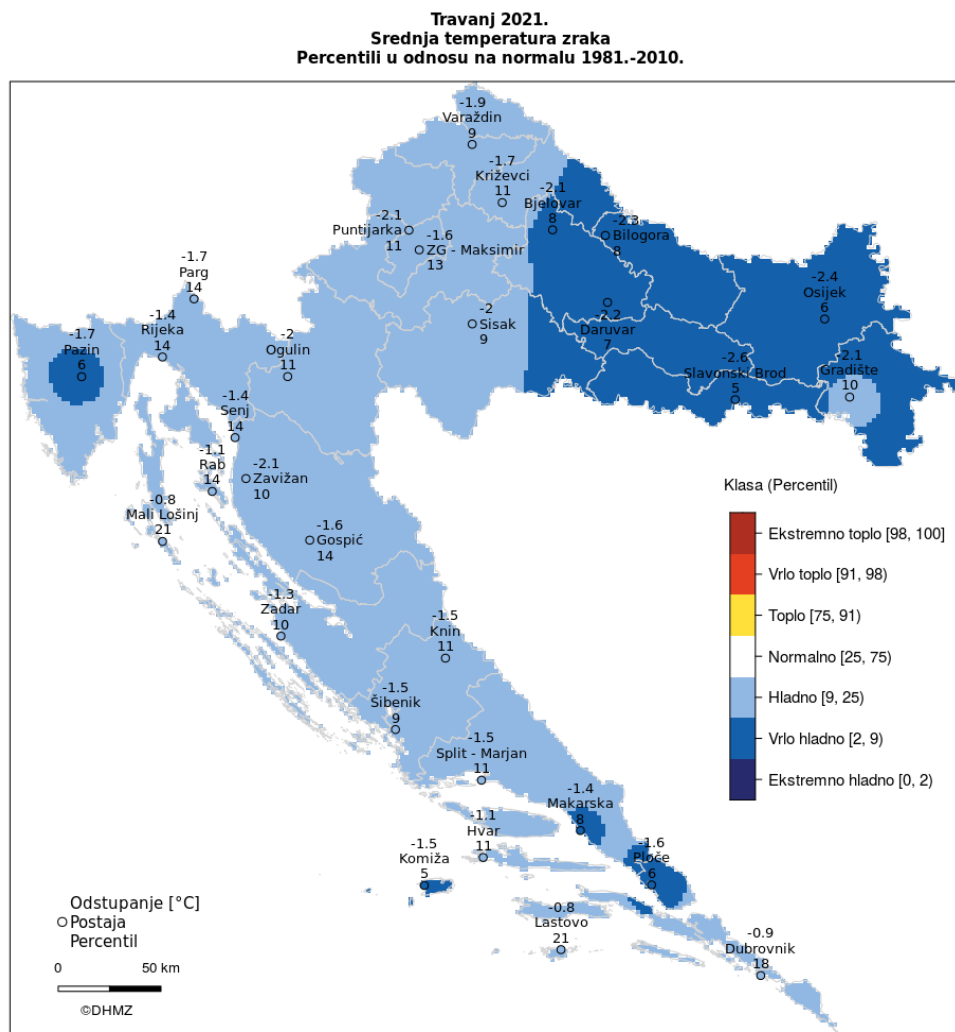 Travanj 2021.
Srednja temperatura zraka
Percentili u odnosu na normalu 1981.-2010.
-1.9
Varaždin
9
-1.7
Križevci
11
-2.1
Bjelovar
8
-2.1
Puntijarka
11
-1.6
ZG - Maksimir
13
-2.3
Bilogora
8
-1.7
Parg
14
-2.4
Osijek
6
-1.4
Rijeka
14
-1.7
Pazin
6
-2
Ogulin
11
-2
Sisak
9
-2.2
Daruvar
7
-2.6
Slavonski Brod
5
-2.1
Gradište
10
-1.4
Senj
14
-1.1
Rab
14
-2.1
Zavižan
10
-0.8
Mali Lošinj
21
-1.6
Gospić
14
-1.3
Zadar
10
-1.5
Knin
11
-1.5
Šibenik
9
-1.5
Split - Marjan
11
-1.4
Makarska
8
-1.1
Hvar
11
-1.5
Komiža
5
-1.6
Ploče
6
-0.8
Lastovo
21
-0.9
Dubrovnik
18
Klasa (Percentil)
Ekstremno toplo [98, 100]
Vrlo toplo [91, 98)
Toplo [75, 91)
Normalno [25, 75)
Hladno [9, 25)
Vrlo hladno [2, 9)
Ekstremno hladno [0, 2)
Odstupanje [°C]
Postaja
Percentil
0 50 km
©DHMZ